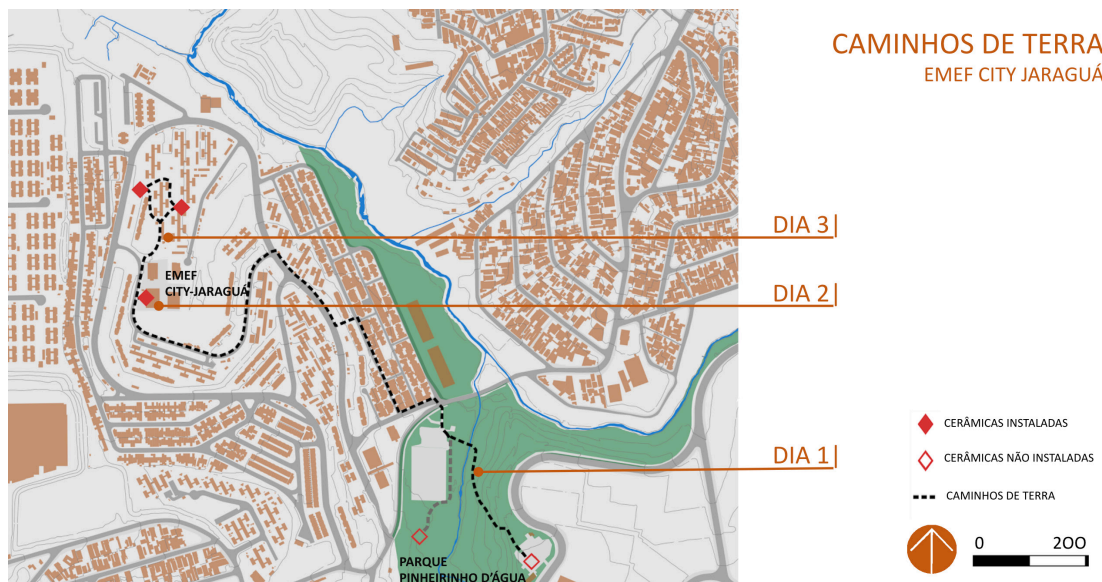 CAMINHOS DE TERRA
EMEF CITY JARAGUÁ
DIA 3
EMEF
CITY-JARAGUÁ
DIA 2
DIA 1
CERÂMICAS INSTALADAS
CERÂMICAS NÃO INSTALADAS
CAMINHOS DE TERRA
0 200
PARQUE
PINHEIRINHO D'ÁGUA